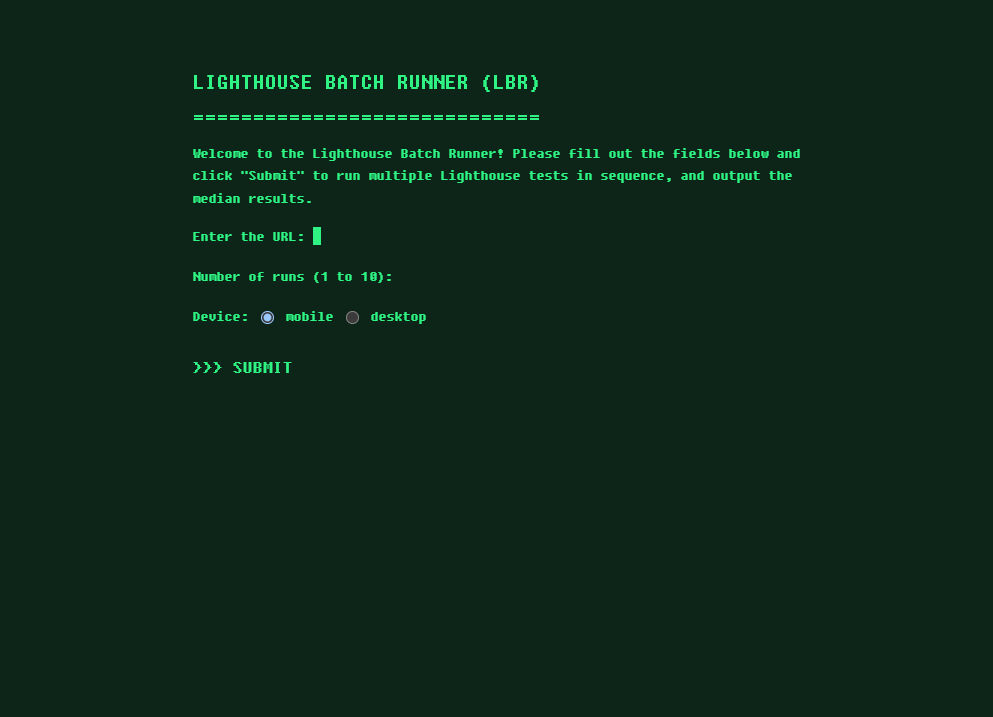 LIGHTHOUSE BATCH RUNNER (LBR)
=============================
Welcome to the Lighthouse Batch Runner! Please fill out the fields below and
click "Submit" to run multiple Lighthouse tests in sequence, and output the
median results.
Enter the URL:
Number of runs (1 to 10):
Device: mobile desktop
>>> SUBMIT